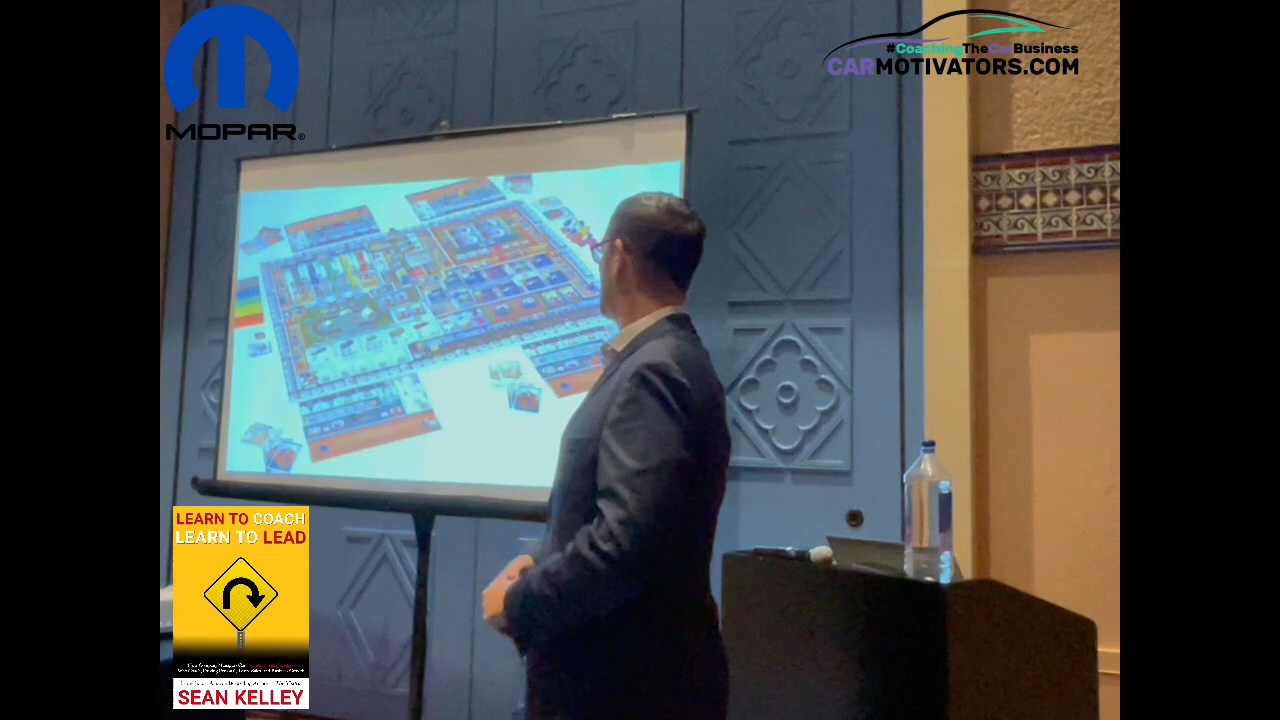 MOPAR®
#CoachingTheCarBusiness
CARMOTIVATORS.COM
LEARN TO COACH
LEARN TO LEAD
SEAN KELLEY